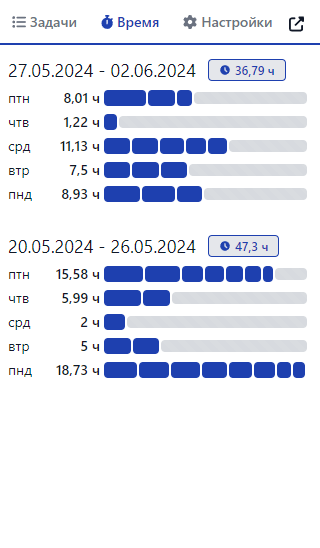 Задачи Время Настройки
27.05.2024 - 02.06.2024 36,79 ч
птн 8,01 ч
чтв 1,22 ч
срд 11,13 ч
втр 7,5 ч
пнд 8,93 ч
20.05.2024 - 26.05.2024 47,3 ч
птн 15,58 ч
чтв 5,99 ч
срд 2 ч
втр 5 ч
пнд 18,73 ч